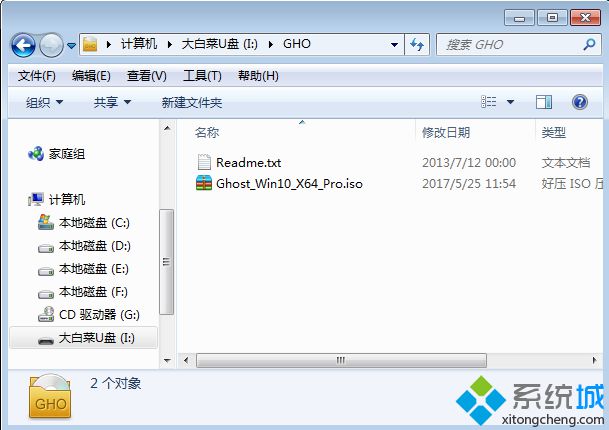 计算机 大白菜U盘 (I:) GHO 搜索 GHO
文件(F) 编辑(E) 查看(V) 工具(T) 帮助(H)
组织 共享 新建文件夹
名称 修改日期 类型
家庭组
Readme.txt 2013/7/12 00:00 文本文档
Ghost_Win10_X64_Pro.iso 2017/5/25 11:54 好压 ISO 压
计算机
本地磁盘 (C:)
本地磁盘 (D:)
本地磁盘 (E:)
本地磁盘 (F:)
CD 驱动器 (G:)
大白菜U盘 (I:)
2 个对象
GHO
系统城
xitongcheng.com